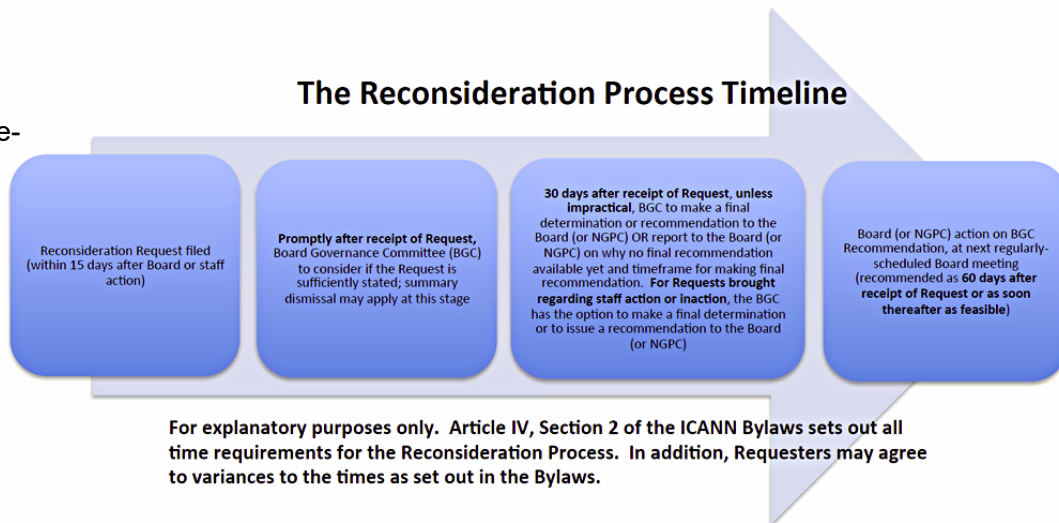 The Reconsideration Process Timeline
e-
Reconsideration Request filed
(within 15 days after Board or staff
action)
Promptly after receipt of Request,
Board Governance Committee (BGC)
to consider if the Request is
sufficiently stated; summary
dismissal may apply at this stage
30 days after receipt of Request, unless
impractical, BGC to make a final
determination or recommendation to the
Board (or NGPC) OR report to the Board (or
NGPC) on why no final recommendation
available yet and timeframe for making final
recommendation. For Requests brought
regarding staff action or inaction, the BGC
has the option to make a final determination
or to issue a recommendation to the Board
(or NGPC)
Board (or NGPC) action on BGC
Recommendation, at next regularly-
scheduled Board meeting
(recommended as 60 days after
receipt of Request or as soon
thereafter as feasible)
For explanatory purposes only. Article IV, Section 2 of the ICANN Bylaws sets out all
time requirements for the Reconsideration Process. In addition, Requesters may agree
to variances to the times as set out in the Bylaws.